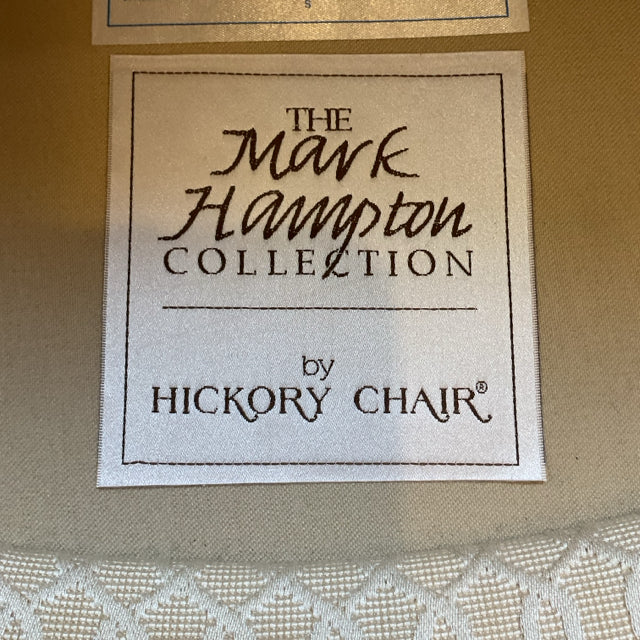 S
THE
Mark
Hampton
COLLECTION
by
HICKORY CHAIR®